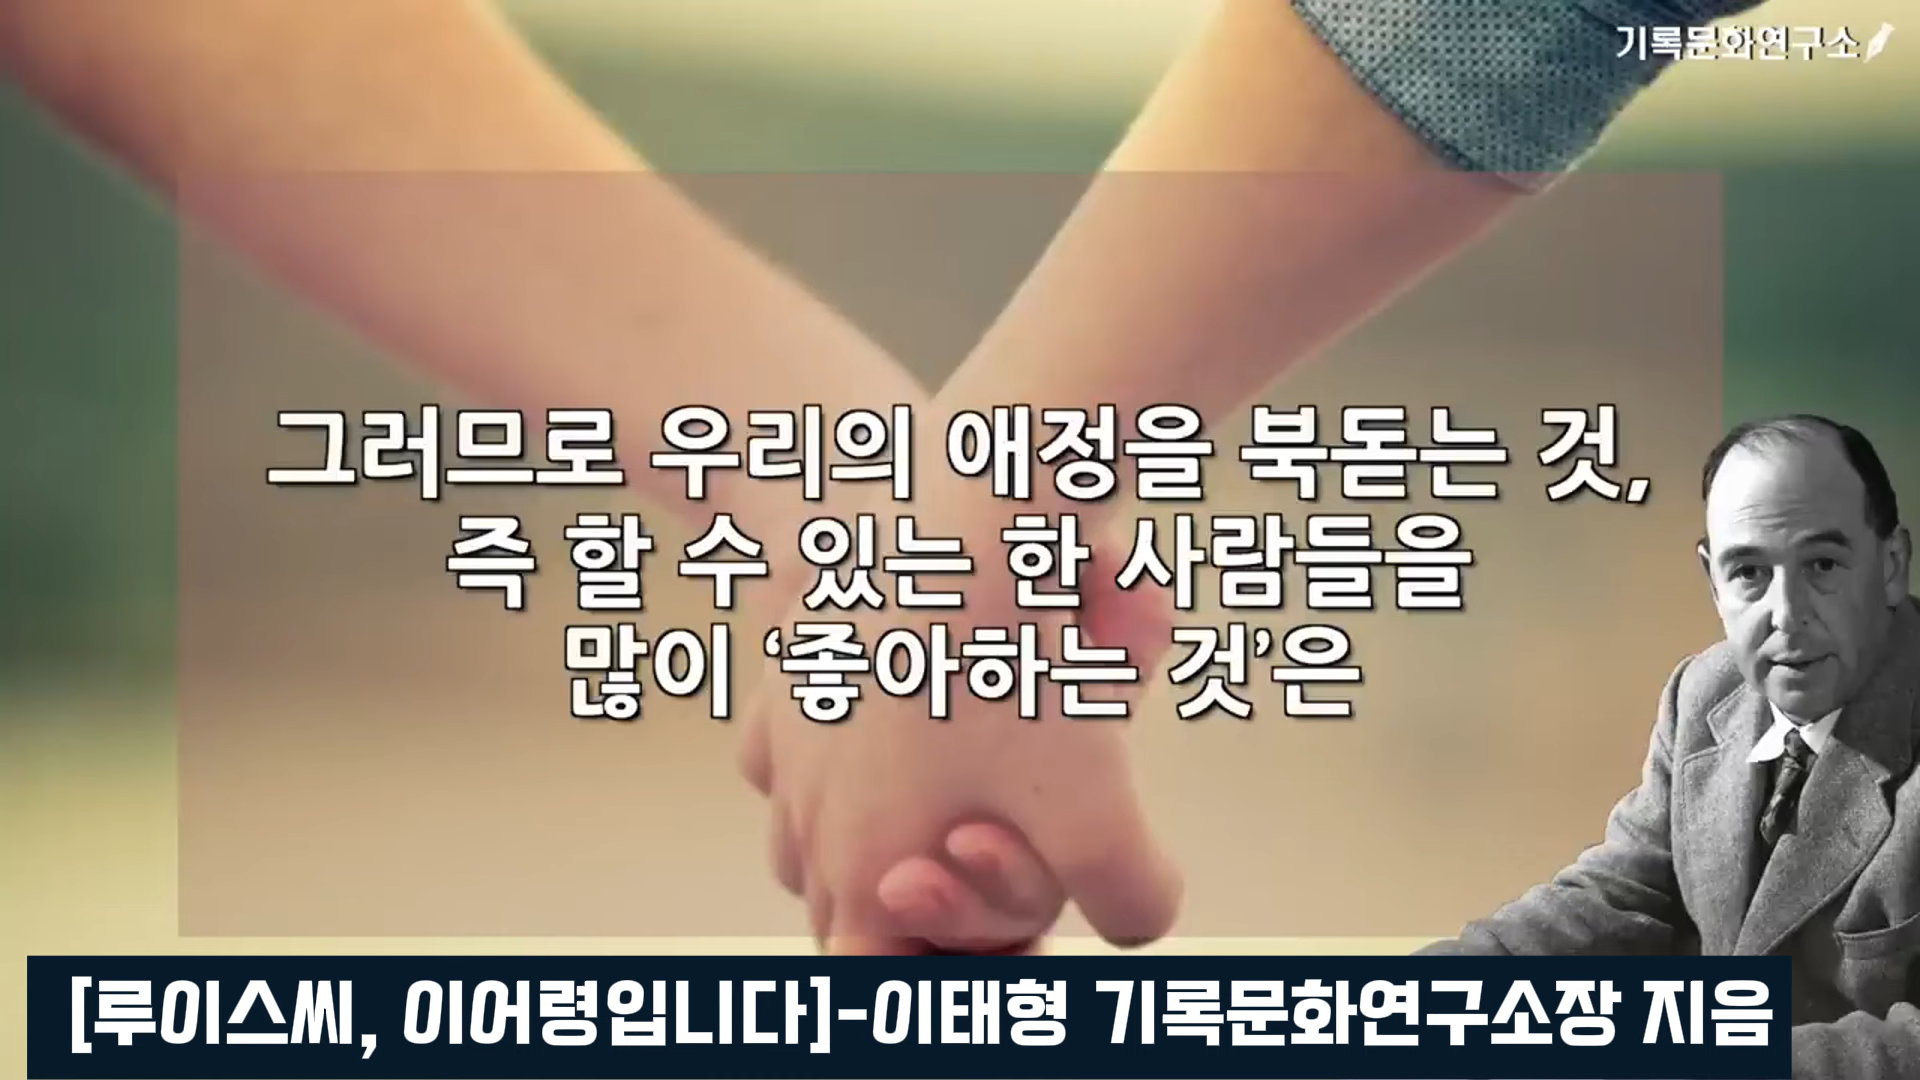 기록문화연구소
그러므로 우리의 애정을 북돋는 것,
즉 할 수 있는 한 사람들을
많이 ‘좋아하는 것’은
[루이스씨, 이어령입니다]-이태형 기록문화연구소장 지음